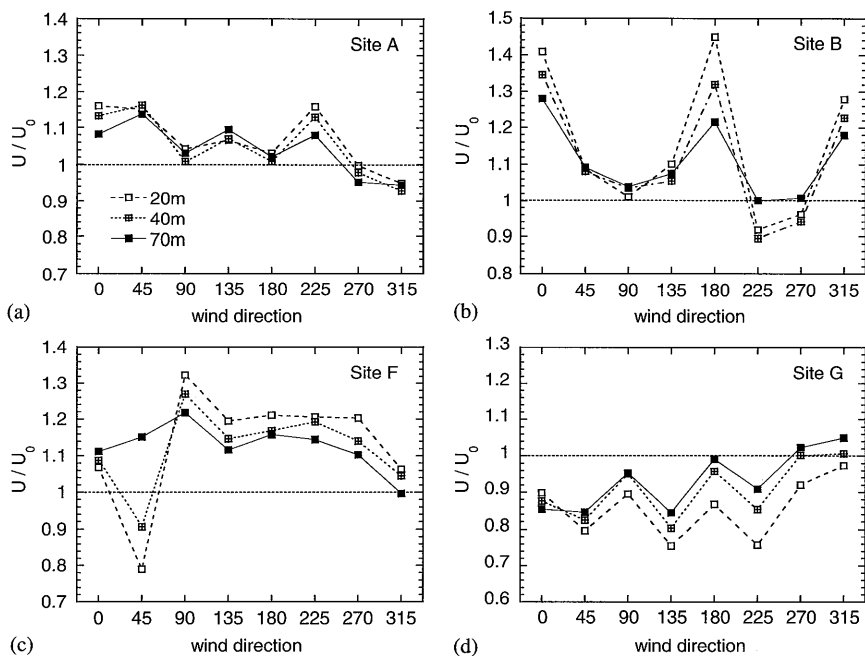 Site A
1.4
1.3
1.2
1.1
1
0.9
0.8
0.7
U / U0
20m
40m
70m
0 45 90 135 180 225 270 315
wind direction
(a)
Site B
1.5
1.4
1.3
1.2
1.1
1
0.9
0.8
U / U0
0 45 90 135 180 225 270 315
wind direction
(b)
Site F
1.4
1.3
1.2
1.1
1
0.9
0.8
0.7
U / U0
0 45 90 135 180 225 270 315
wind direction
(c)
Site G
1.3
1.2
1.1
1
0.9
0.8
0.7
0.6
U / U0
0 45 90 135 180 225 270 315
wind direction
(d)